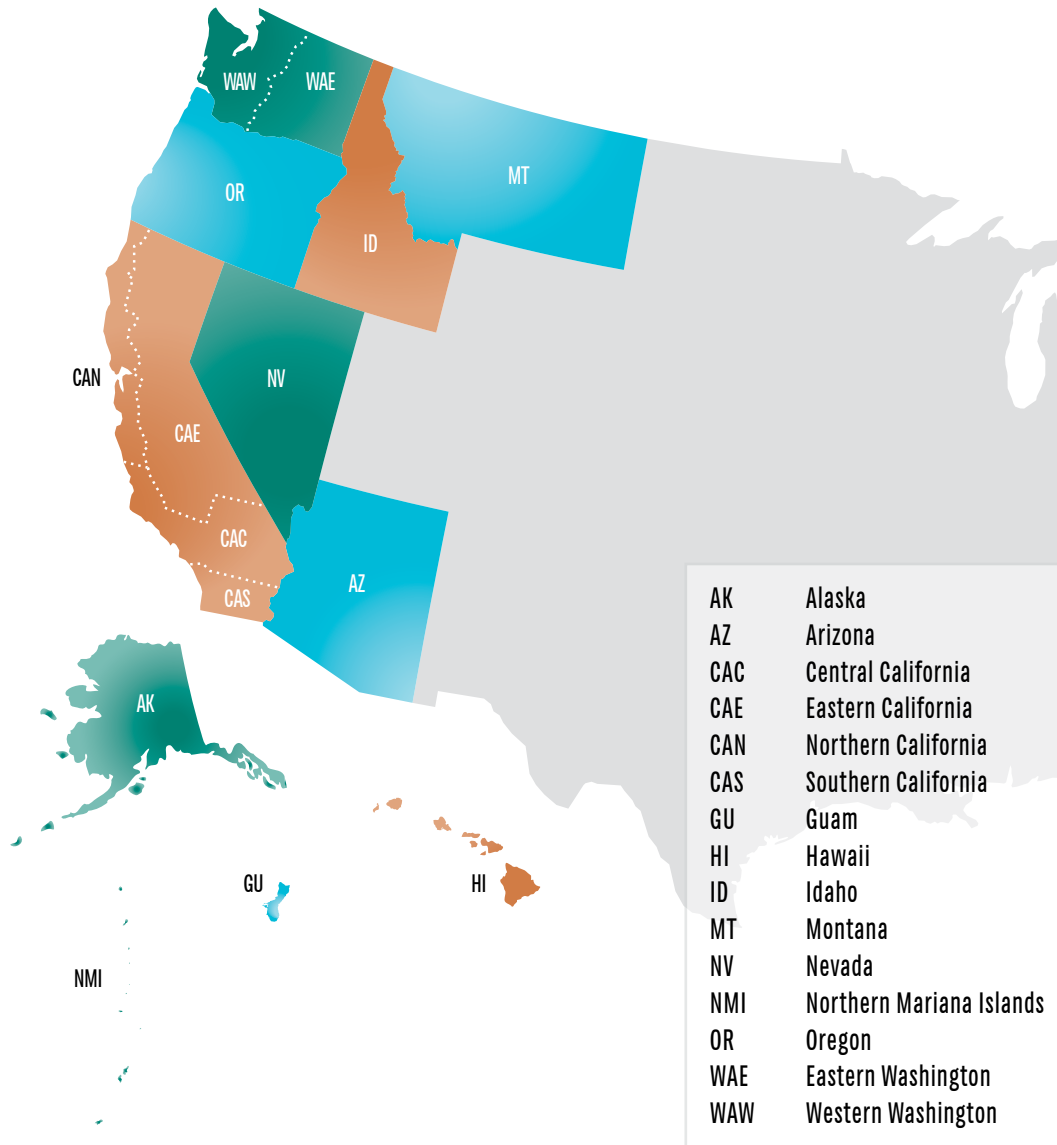 WAW
WAE
MT
OR
ID
CAN
NV
CAE
CAC
AZ
CAS
AK
GU
HI
NMI
AK Alaska
AZ Arizona
CAC Central California
CAE Eastern California
CAN Northern California
CAS Southern California
GU Guam
HI Hawaii
ID Idaho
MT Montana
NV Nevada
NMI Northern Mariana Islands
OR Oregon
WAE Eastern Washington
WAW Western Washington